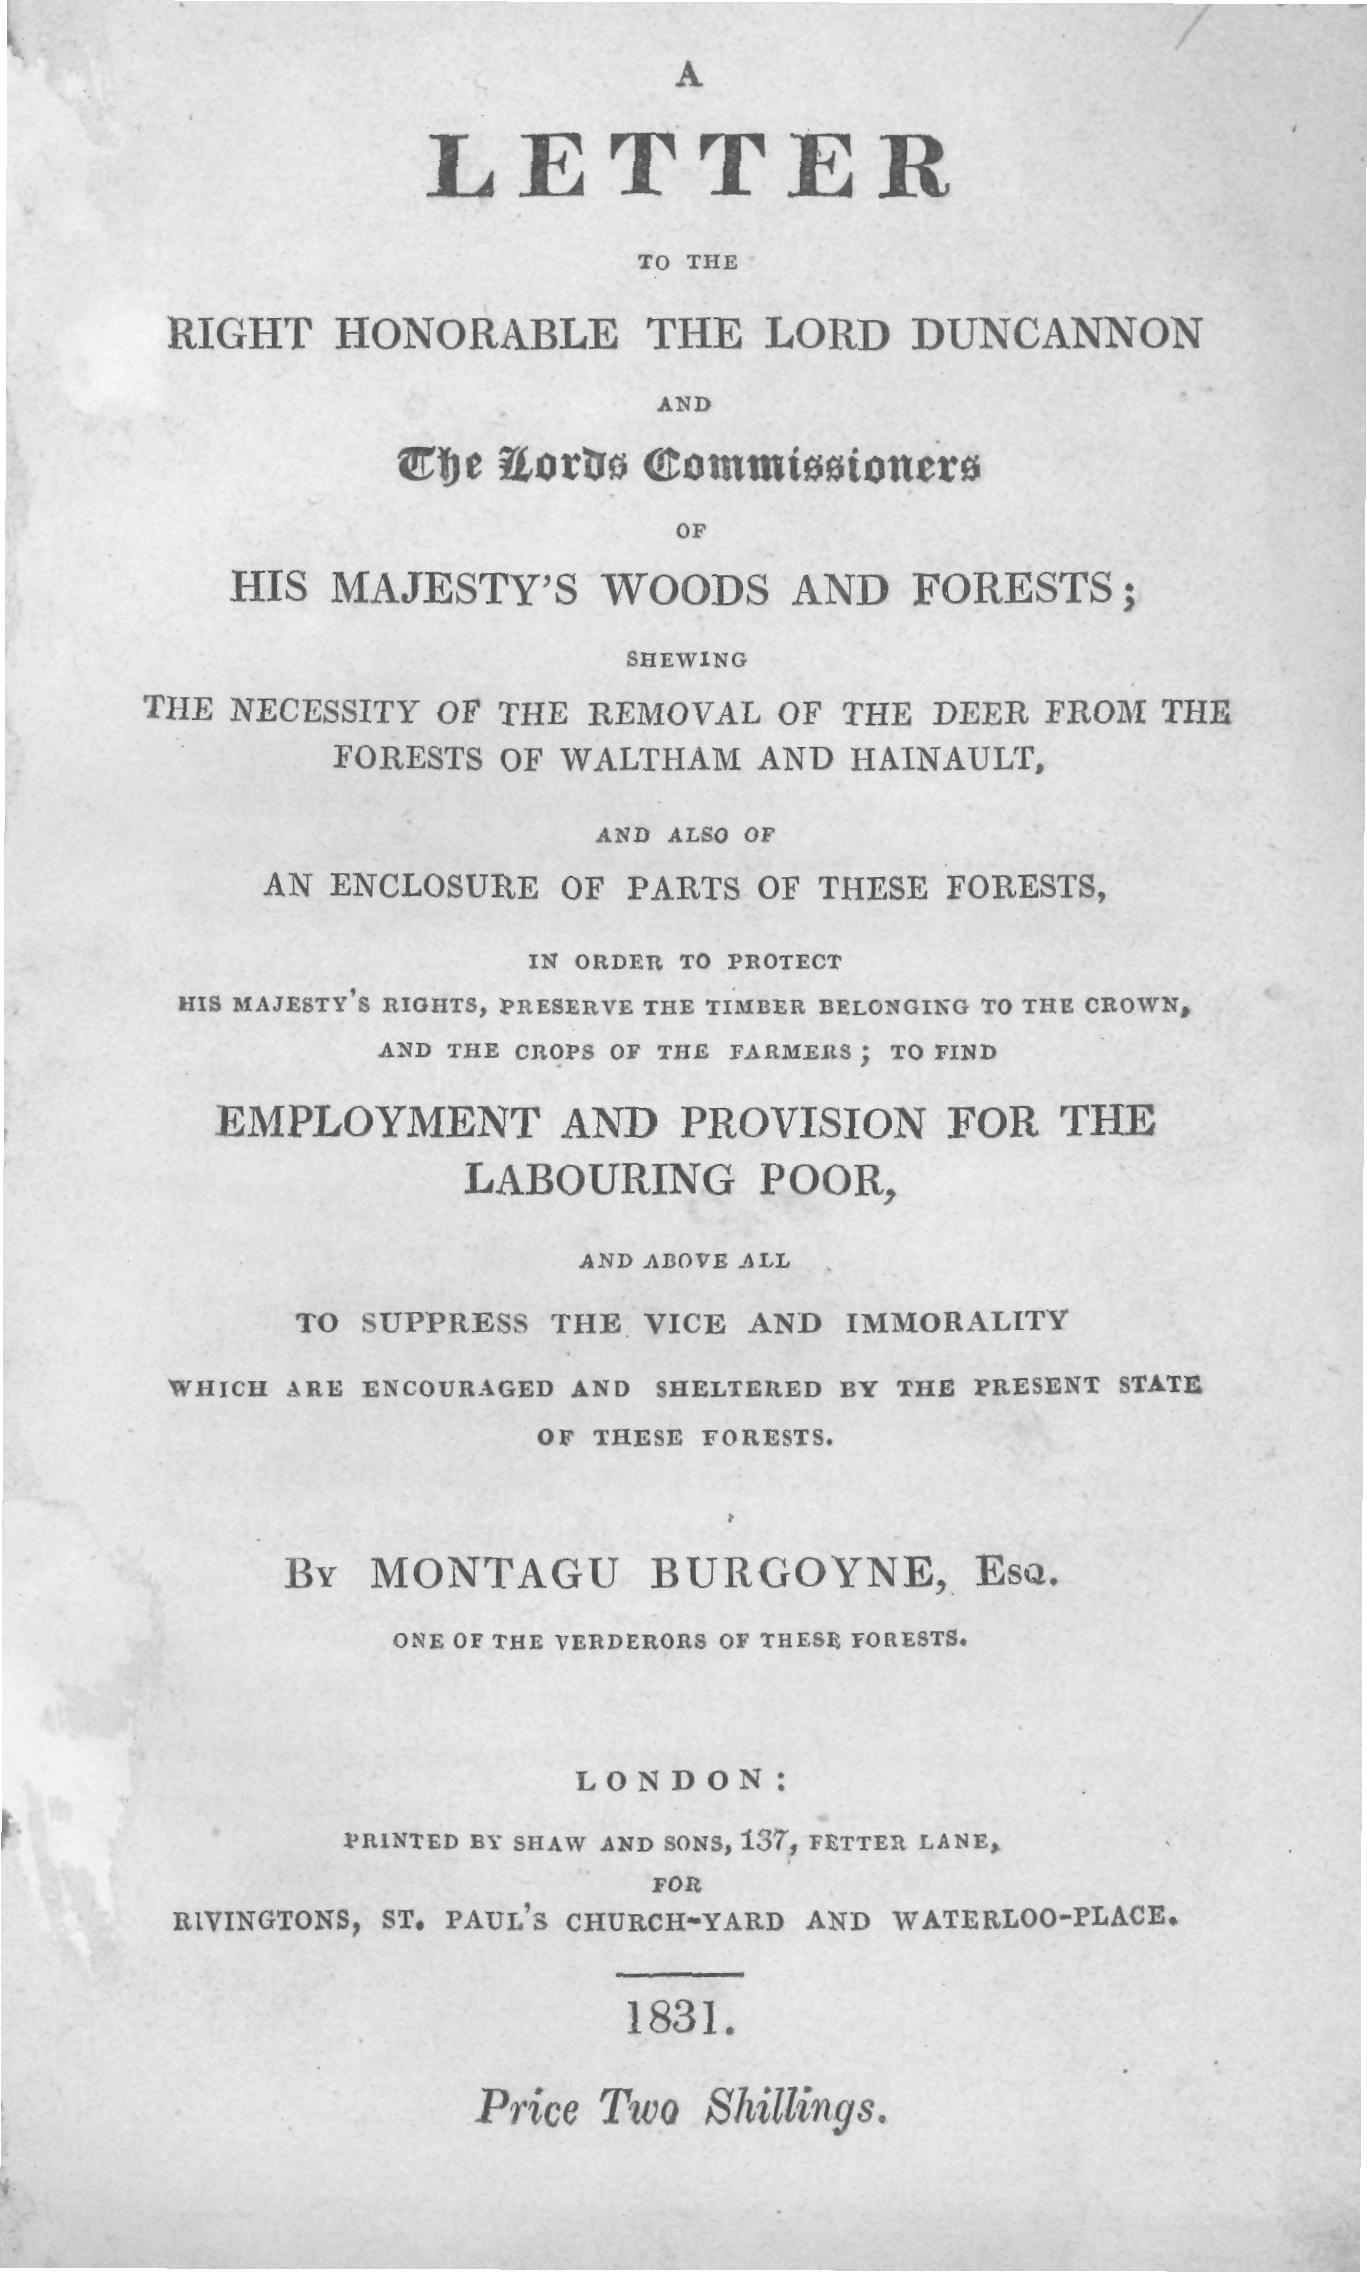 A
LETTER
TO THE
RIGHT HONORABLE THE LORD DUNCANNON
AND
The Lords Commissioners
OF
HIS MAJESTY'S WOODS AND FORESTS;
SHEWING
THE NECESSITY OF THE REMOVAL OF THE DEER FROM THE
FORESTS OF WALTHAM AND HAINAULT,
AND ALSO OF
AN ENCLOSURE OF PARTS OF THESE FORESTS,
IN ORDER TO PROTECT
HIS MAJESTY'S RIGHTS, PRESERVE THE TIMBER BELONGING TO THE CROWN,
AND THE CROPS OF THE FARMERS; TO FIND
EMPLOYMENT AND PROVISION FOR THE
LABOURING POOR,
AND ABOVE ALL
TO SUPPRESS THE VICE AND IMMORALITY
WHICH ARE ENCOURAGED AND SHELTERED BY THE PRESENT STATE
OF THESE FORESTS.
BY MONTAGU BURGOYNE, ESQ.
ONE OF THE VERDERORS OF THESE FORESTS.
LONDON:
PRINTED BY SHAW AND SONS, 137, FETTER LANE,
FOR
RIVINGTONS, ST. PAUL'S CHURCH-YARD AND WATERLOO-PLACE.
1831.
Price Two Shillings.